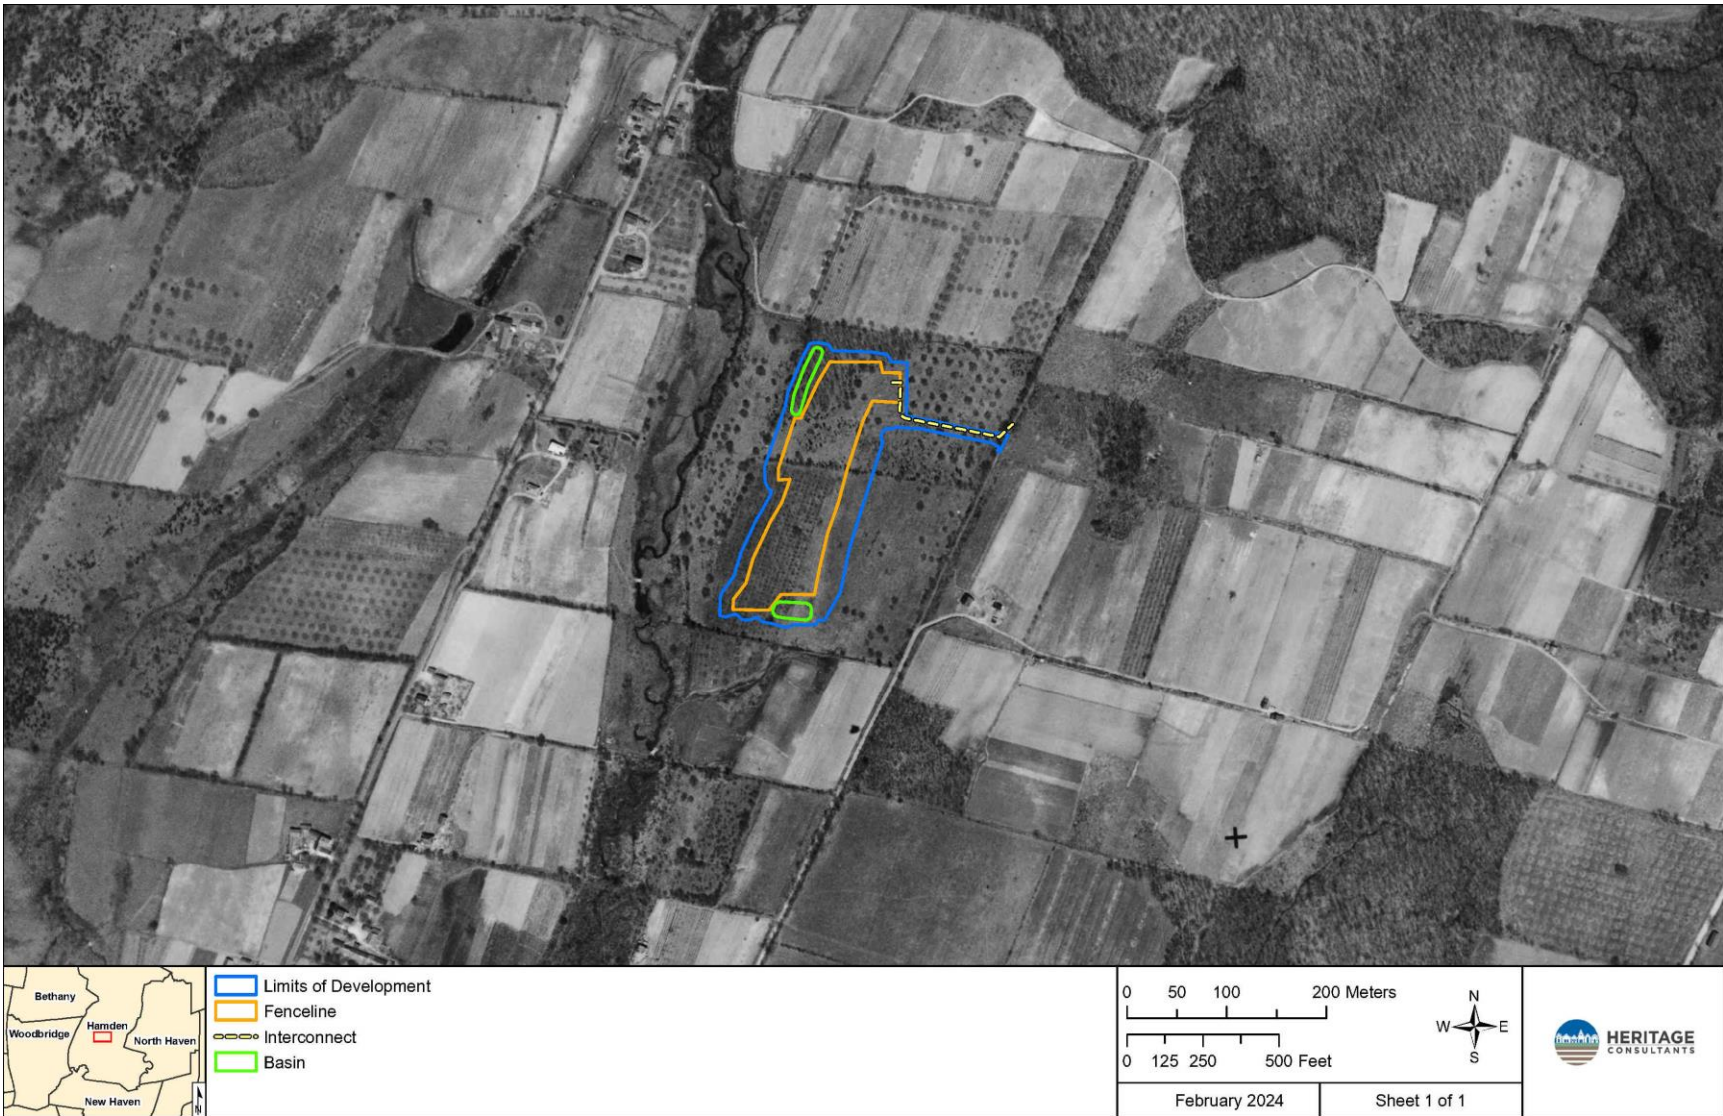 Bethany
Woodbridge
Hamden
North Haven
New Haven
N
Limits of Development
Fenceline
Interconnect
Basin
0 50 100 200 Meters
0 125 250 500 Feet
N
W E
S
February 2024
Sheet 1 of 1
HERITAGE
CONSULTANTS